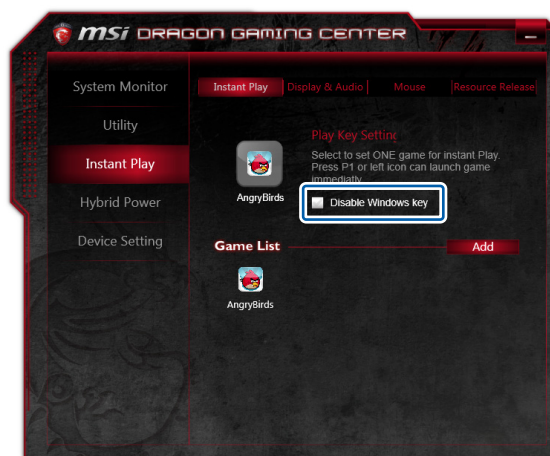 msi DRAGON GAMING CENTER
System Monitor
Utility
Instant Play
Hybrid Power
Device Setting
Instant Play
Display & Audio
Mouse
Resource Release
Play Key Setting
Select to set ONE game for instant Play.
Press P1 or left icon can launch game
immediatly
AngryBirds
Disable Windows key
Game List
Add
AngryBirds